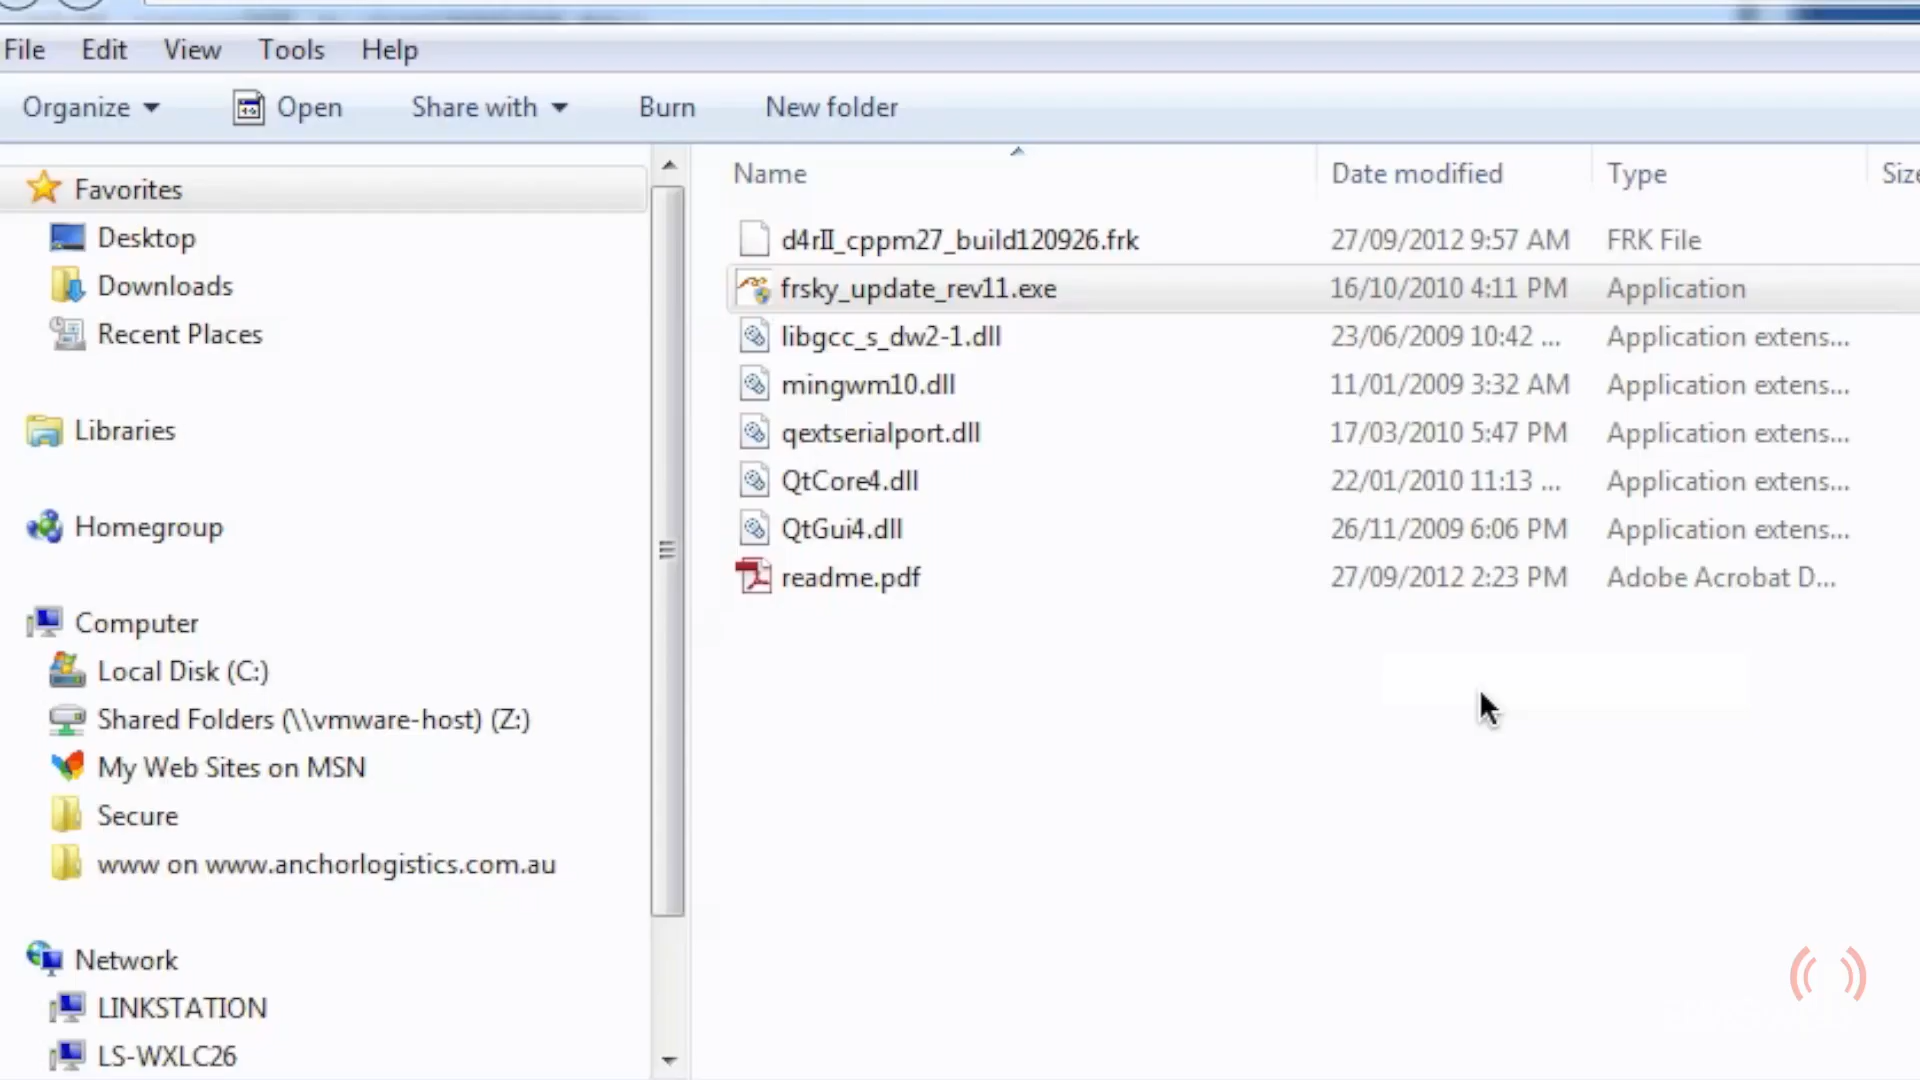 File Edit View Tools Help
Organize Open Share with Burn New folder
Favorites
Desktop
Downloads
Recent Places
Libraries
Homegroup
Computer
Local Disk (C:)
Shared Folders (\\vmware-host) (Z:)
My Web Sites on MSN
Secure
www on www.anchorlogistics.com.au
Network
LINKSTATION
LS-WXLC26
Name Date modified Type
d4rII_cppm27_build120926.frk 27/09/2012 9:57 AM FRK File
frsky_update_rev11.exe 16/10/2010 4:11 PM Application
libgcc_s_dw2-1.dll 23/06/2009 10:42 ... Application extens...
mingwm10.dll 11/01/2009 3:32 AM Application extens...
qextserialport.dll 17/03/2010 5:47 PM Application extens...
QtCore4.dll 22/01/2010 11:13 ... Application extens...
QtGui4.dll 26/11/2009 6:06 PM Application extens...
readme.pdf 27/09/2012 2:23 PM Adobe Acrobat D...